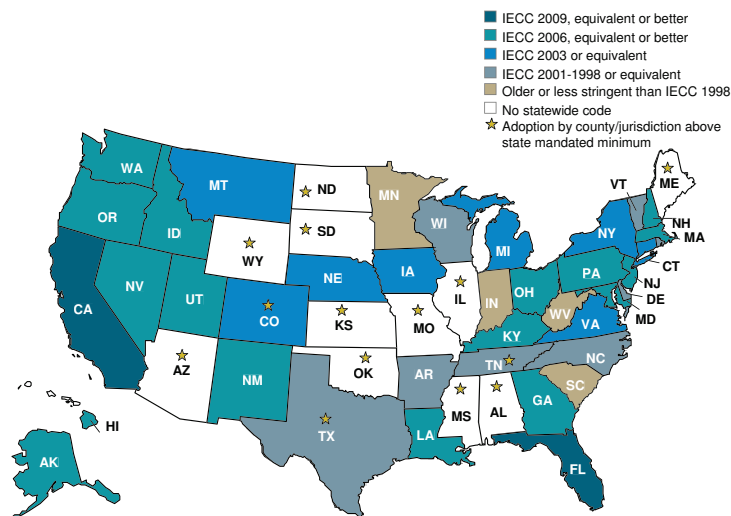 IECC 2009, equivalent or better
IECC 2006, equivalent or better
IECC 2003 or equivalent
IECC 2001-1998 or equivalent
Older or less stringent than IECC 1998
No statewide code
Adoption by county/jurisdiction above
state mandated minimum
WA
MT
ND
MN
VT
ME
OR
ID
SD
WI
NY
NH
MA
WY
MI
CT
NV
UT
NE
IA
PA
NJ
CA
CO
IL
IN
OH
DE
KS
MO
WV
VA
MD
KY
AZ
NM
OK
AR
TN
NC
SC
MS
AL
GA
TX
LA
HI
AK
FL